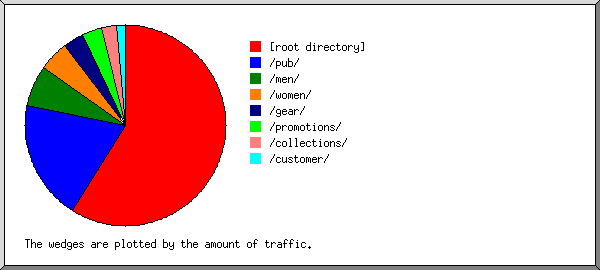 [root directory]
/pub/
/men/
/women/
/gear/
/promotions/
/collections/
/customer/
The wedges are plotted by the amount of traffic.